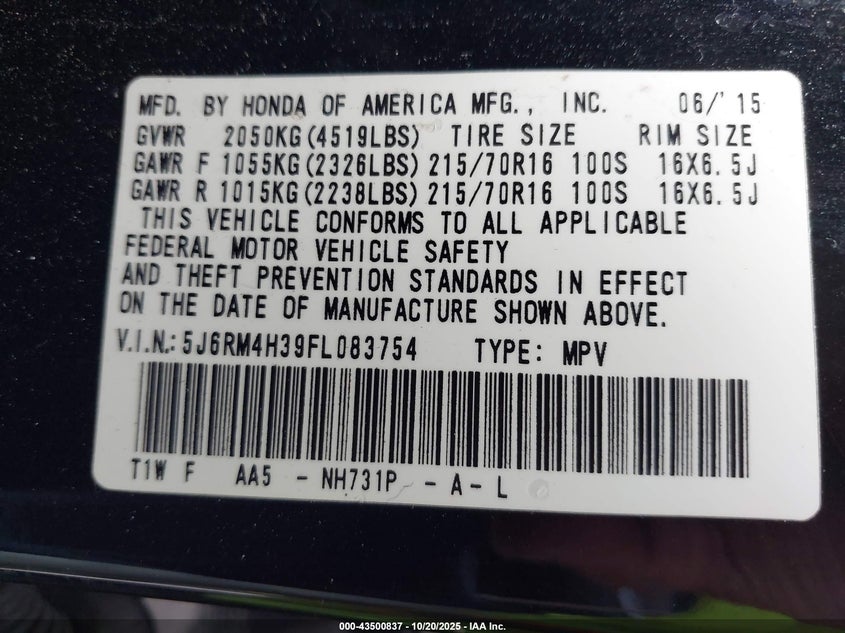 MFD. BY HONDA OF AMERICA MFG., INC. 06/'15
GVWR 2050KG(4519LBS) TIRE SIZE RIM SIZE
GAWR F 1055KG(2326LBS) 215/70R16 100S 16X6.5J
GAWR R 1015KG(2238LBS) 215/70R16 100S 16X6.5J
THIS VEHICLE CONFORMS TO ALL APPLICABLE
FEDERAL MOTOR VEHICLE SAFETY
AND THEFT PREVENTION STANDARDS IN EFFECT
ON THE DATE OF MANUFACTURE SHOWN ABOVE.
V.I.N.: 5J6RM4H39FL083754 TYPE: MPV
T1W F AA5 - NH731P - A - L
000-43500837 - 10/20/2025 - IAA Inc.